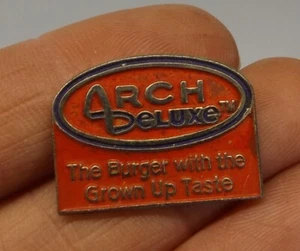 ARCH
DELUXE™
The Burger with the
Grown Up Taste